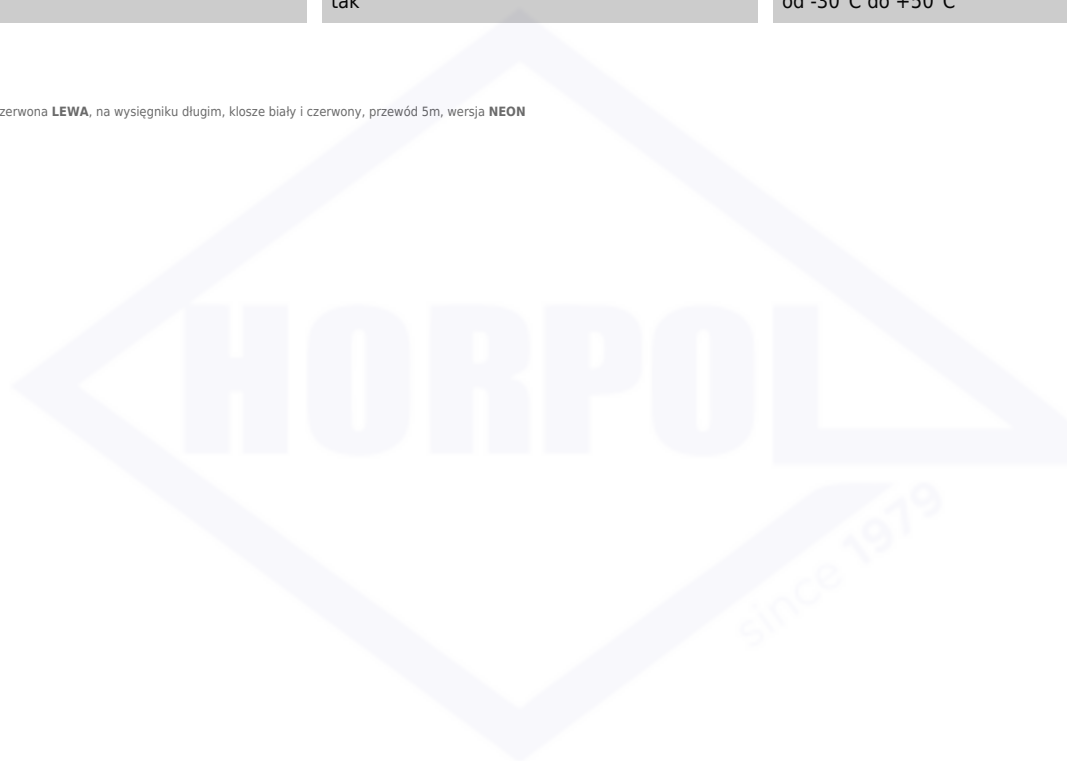 tak od -30°C do +50°C
zerwona LEWA, na wysięgniku długim, klosze biały i czerwony, przewód 5m, wersja NEON
HORPOL
since 1979